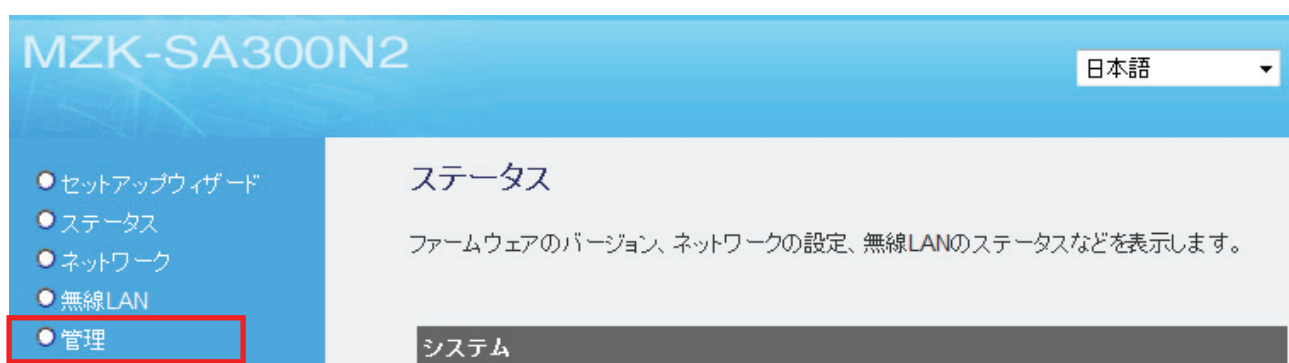 MZK-SA300N2
日本語
セットアップウィザード
ステータス
ネットワーク
無線LAN
管理
ステータス
ファームウェアのバージョン、ネットワークの設定、無線LANのステータスなどを表示します。
システム